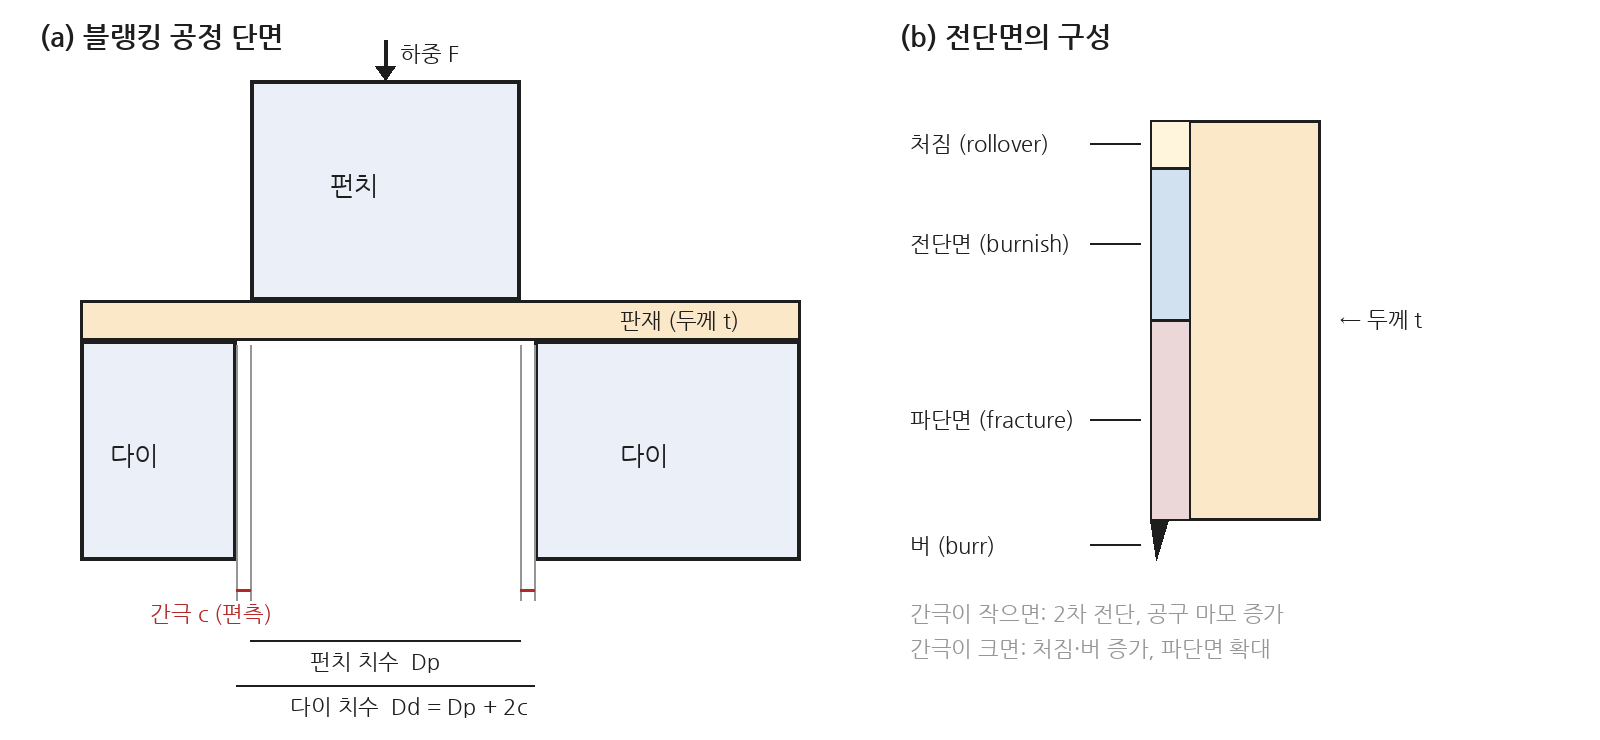 (a) 블랭킹 공정 단면
하중 F
펀치
판재 (두께 t)
다이
다이
간극 c (편측)
펀치 치수 Dp
다이 치수 Dd = Dp + 2c
(b) 전단면의 구성
처짐 (rollover)
전단면 (burnish)
← 두께 t
파단면 (fracture)
버 (burr)
간극이 작으면: 2차 전단, 공구 마모 증가
간극이 크면: 처짐·버 증가, 파단면 확대